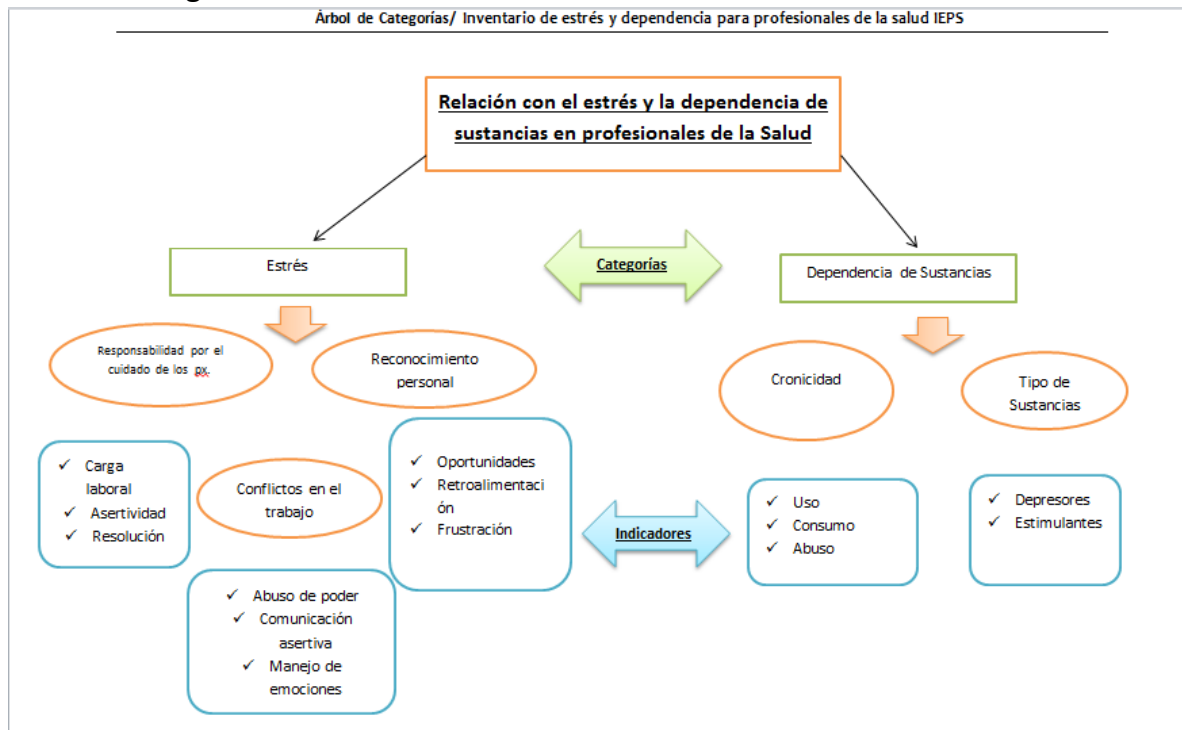 Árbol de Categorías/ Inventario de estrés y dependencia para profesionales de la salud IEPS
Relación con el estrés y la dependencia de
sustancias en profesionales de la Salud
Estrés
Categorías
Dependencia de Sustancias
Responsabilidad por el
cuidado de los px.
Reconocimiento
personal
Cronicidad
Tipo de
Sustancias
✓ Carga
laboral
✓ Asertividad
✓ Resolución
Conflictos en el
trabajo
✓ Oportunidades
✓ Retroalimentaci
ón
✓ Frustración
Indicadores
✓ Uso
✓ Consumo
✓ Abuso
✓ Depresores
✓ Estimulantes
✓ Abuso de poder
✓ Comunicación
asertiva
✓ Manejo de
emociones